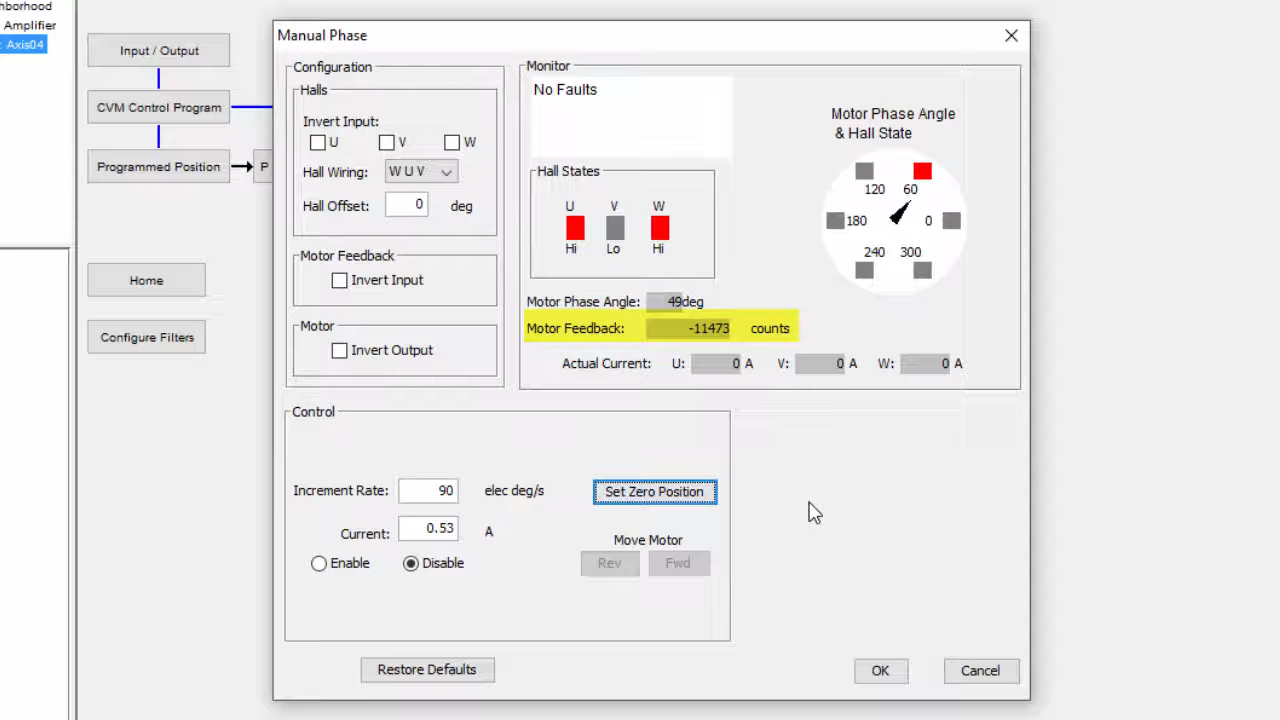 hborhood
Amplifier
: Axis04
Input / Output
CVM Control Program
Programmed Position
P
Home
Configure Filters
Manual Phase
Configuration
Halls
Invert Input:
U V W
Hall Wiring: W U V
Hall Offset: 0 deg
Motor Feedback
Invert Input
Motor
Invert Output
Monitor
No Faults
Hall States
U V W
Hi Lo Hi
Motor Phase Angle
& Hall State
120 60
180 0
240 300
Motor Phase Angle: 49deg
Motor Feedback: -11473 counts
Actual Current: U: 0 A V: 0 A W: 0 A
Control
Increment Rate: 90 elec deg/s
Set Zero Position
Current: 0.53 A
Move Motor
Enable Disable
Rev Fwd
Restore Defaults
OK Cancel